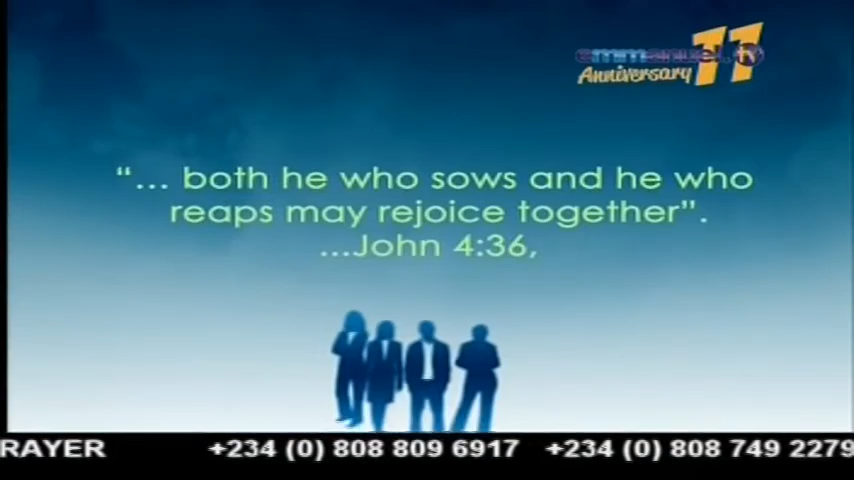 emmanuel.tv
Anniversary 11
“... both he who sows and he who
reaps may rejoice together”.
...John 4:36,
RAYER +234 (0) 808 809 6917 +234 (0) 808 749 2279